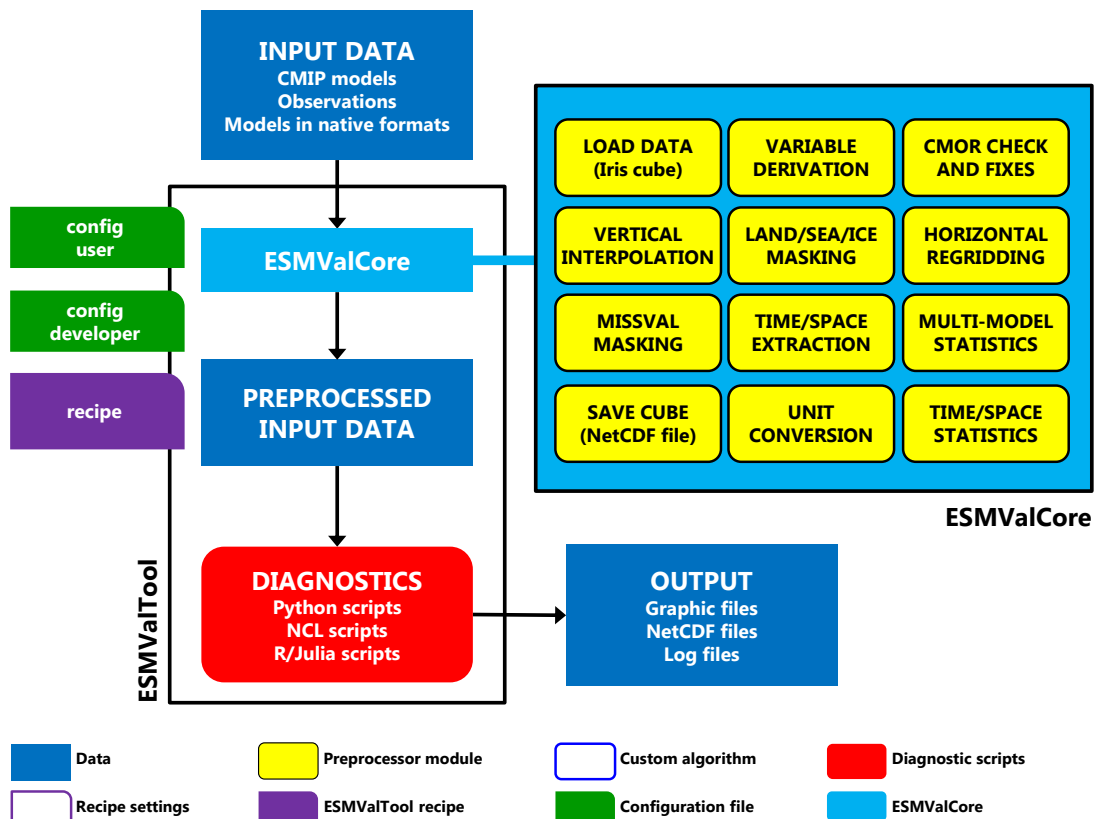 INPUT DATA
CMIP models
Observations
Models in native formats
config
user
config
developer
recipe
ESMValCore
PREPROCESSED
INPUT DATA
DIAGNOSTICS
Python scripts
NCL scripts
R/Julia scripts
ESMValTool
LOAD DATA
(Iris cube)
VARIABLE
DERIVATION
CMOR CHECK
AND FIXES
VERTICAL
INTERPOLATION
LAND/SEA/ICE
MASKING
HORIZONTAL
REGRIDDING
MISSVAL
MASKING
TIME/SPACE
EXTRACTION
MULTI-MODEL
STATISTICS
SAVE CUBE
(NetCDF file)
UNIT
CONVERSION
TIME/SPACE
STATISTICS
ESMValCore
OUTPUT
Graphic files
NetCDF files
Log files
Data
Preprocessor module
Custom algorithm
Diagnostic scripts
Recipe settings
ESMValTool recipe
Configuration file
ESMValCore